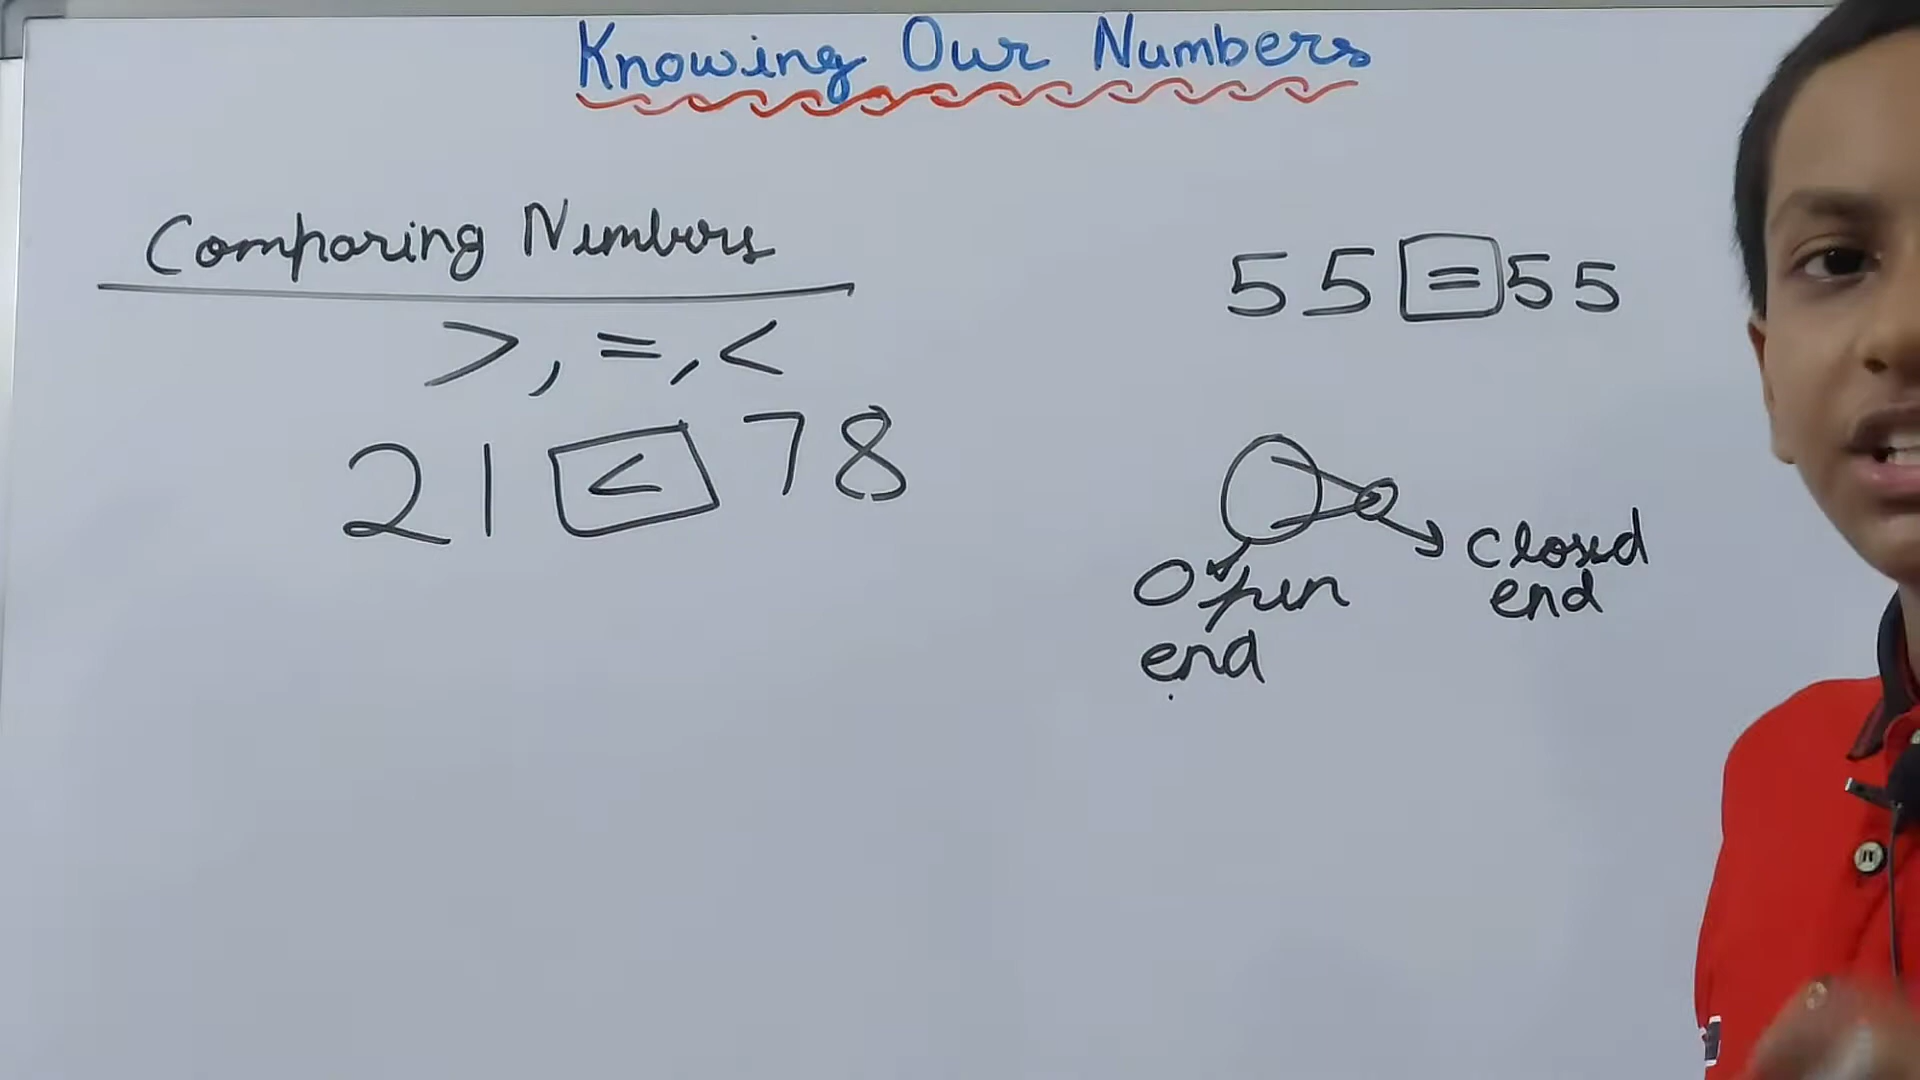 Knowing Our Numbers
Comparing Numbers
>, =, <
21 < 78
55 = 55
Open
end
closed
end